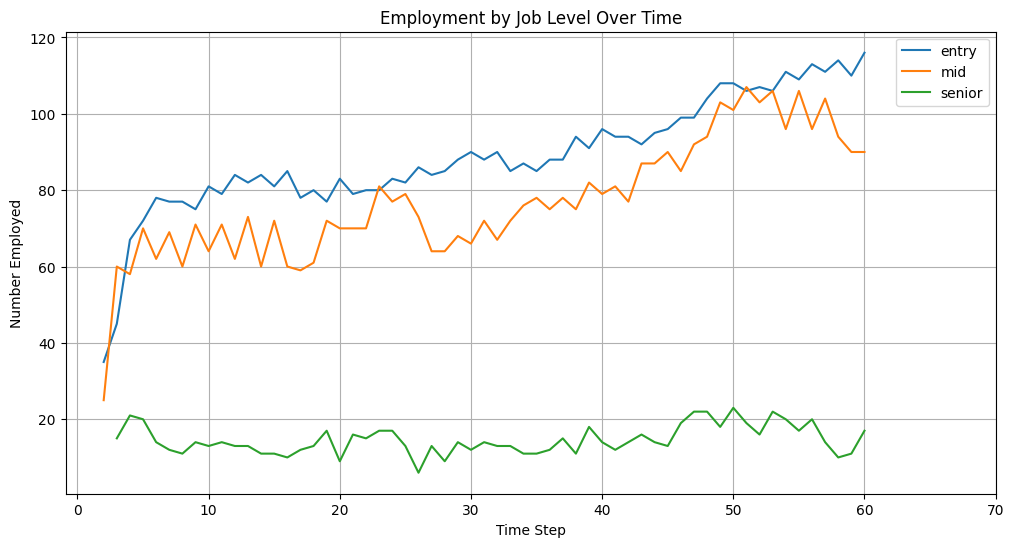 Employment by Job Level Over Time
120
100
80
60
40
20
Number Employed
entry
mid
senior
0 10 20 30 40 50 60 70
Time Step